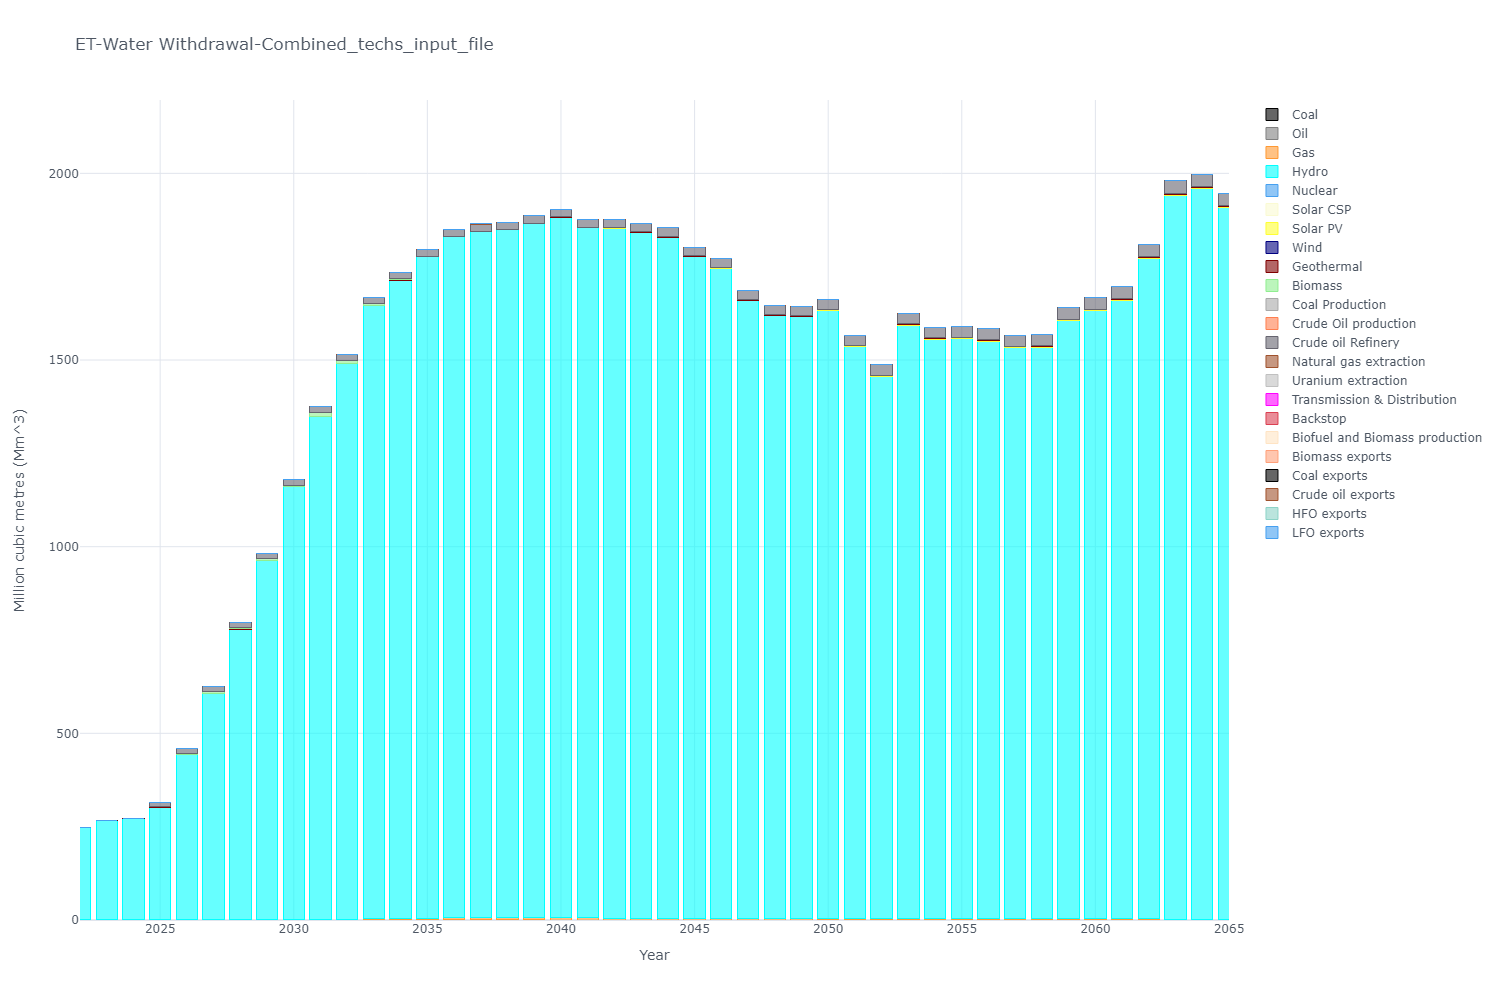 ET-Water Withdrawal-Combined_techs_input_file
Million cubic metres (Mm^3)
2000
1500
1000
500
0
2025
2030
2035
2040
2045
2050
2055
2060
2065
Year
Coal
Oil
Gas
Hydro
Nuclear
Solar CSP
Solar PV
Wind
Geothermal
Biomass
Coal Production
Crude Oil production
Crude oil Refinery
Natural gas extraction
Uranium extraction
Transmission & Distribution
Backstop
Biofuel and Biomass production
Biomass exports
Coal exports
Crude oil exports
HFO exports
LFO exports